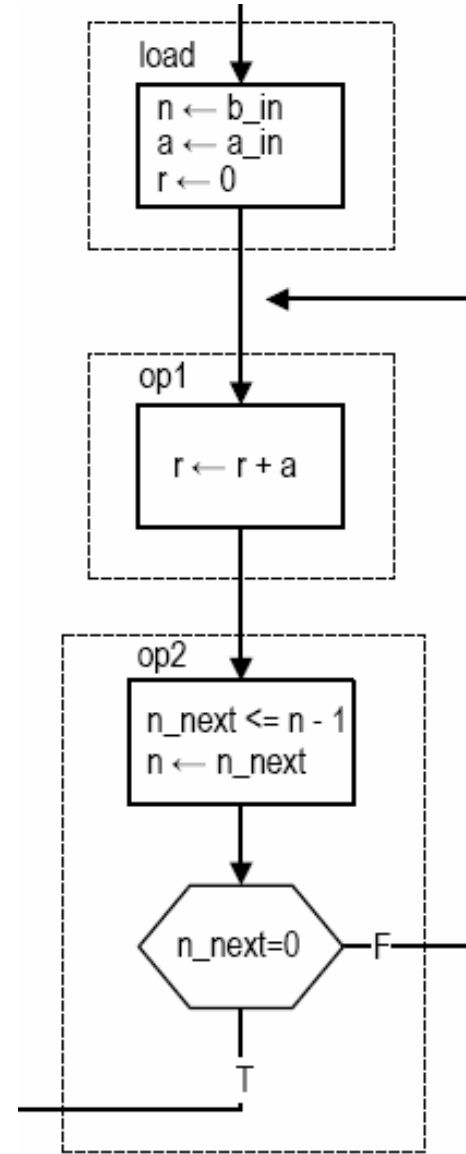 load
n ← b_in
a ← a_in
r ← 0
op1
r ← r + a
op2
n_next <= n - 1
n ← n_next
n_next=0
F
T